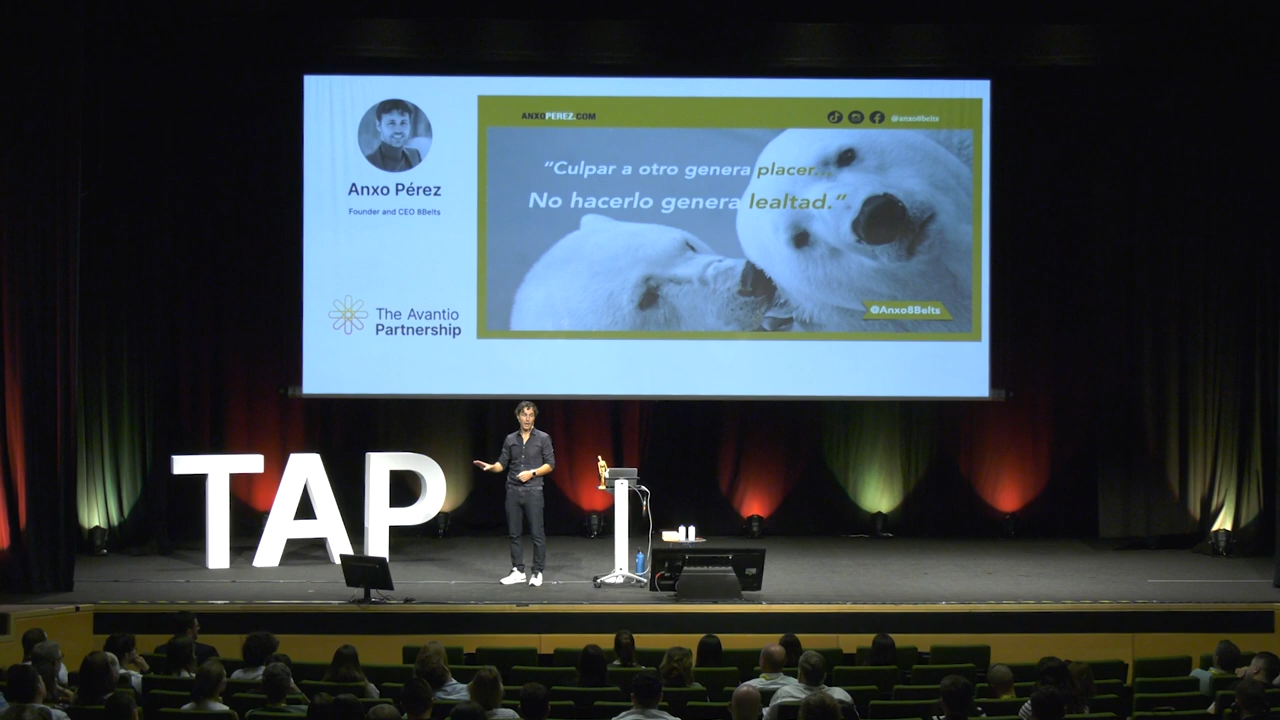 Anxo Pérez
Founder and CEO 8Belts
The Avantio
Partnership
ANXOPEREZ.COM
@anxo8belts
“Culpar a otro genera placer...
No hacerlo genera lealtad.”
@Anxo8Belts
TAP